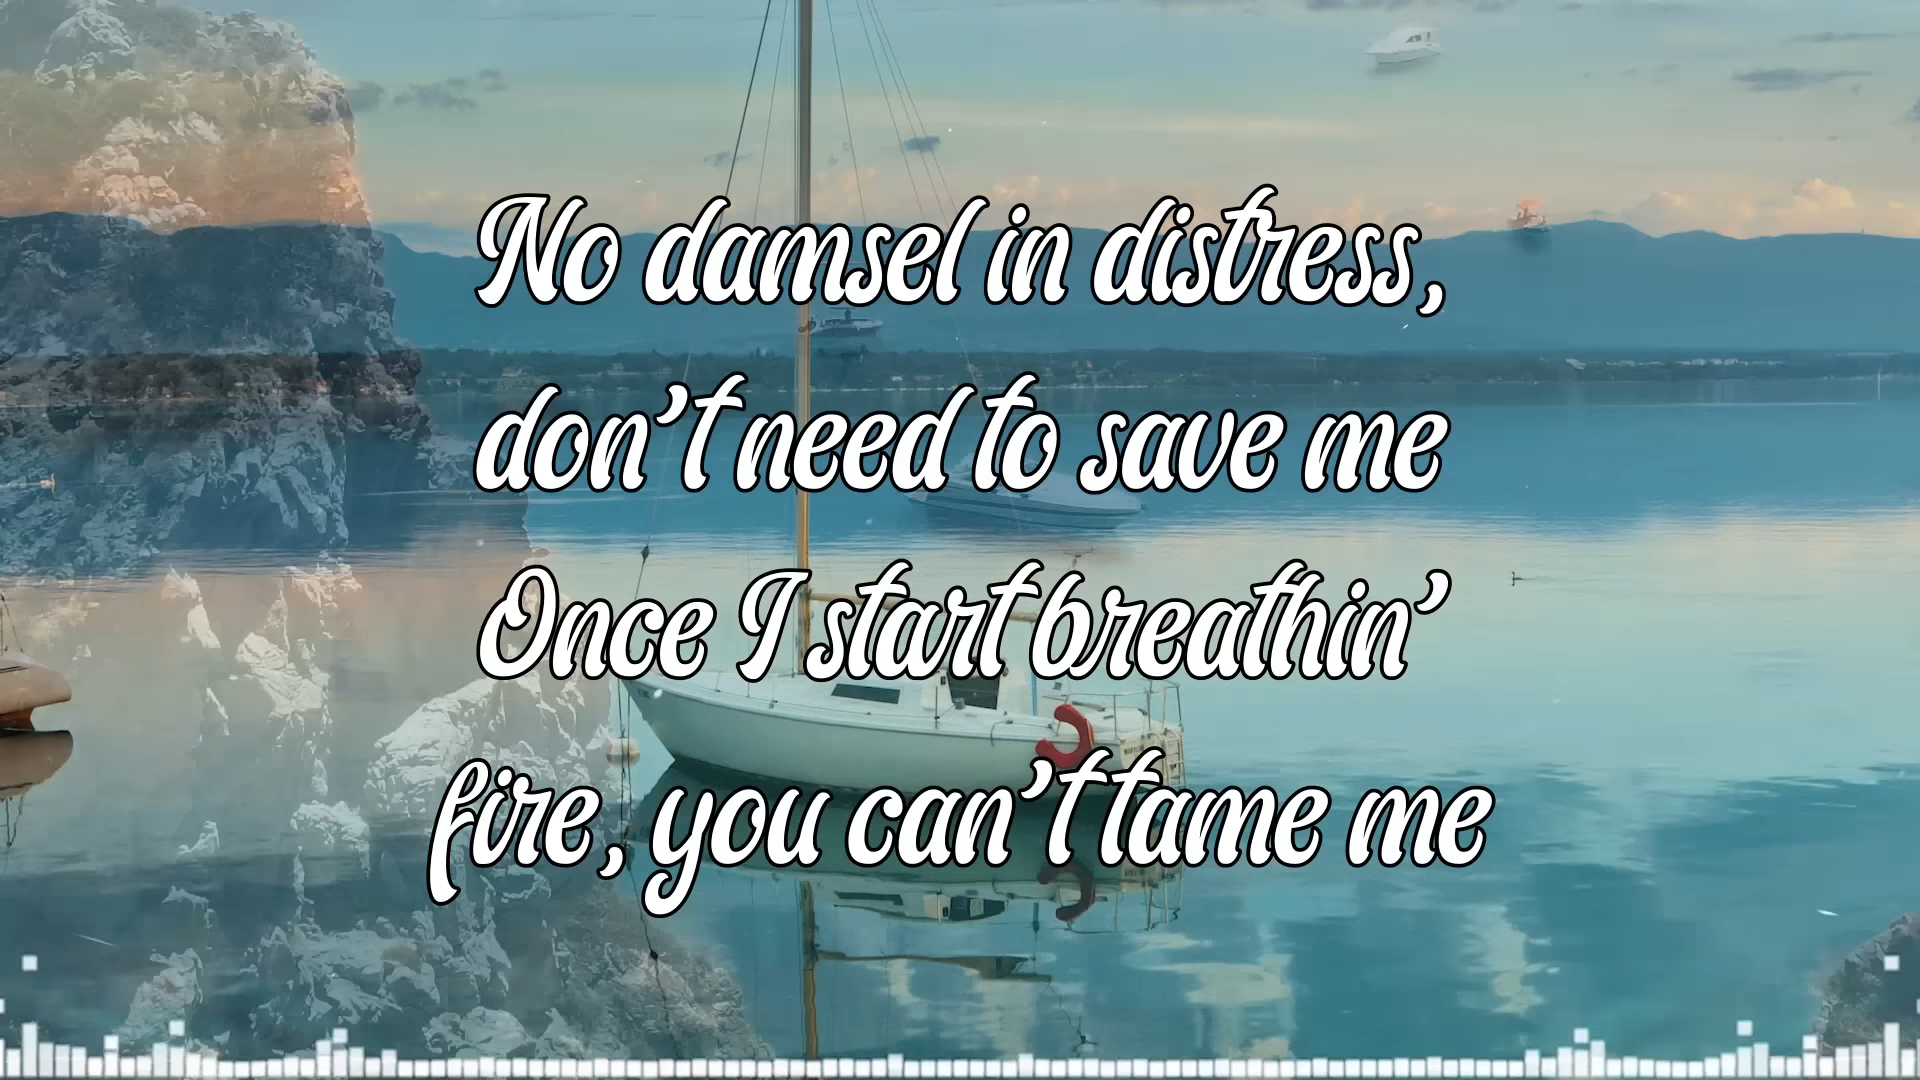 No damsel in distress,
don't need to save me
Once I start breathin'
fire, you can't tame me